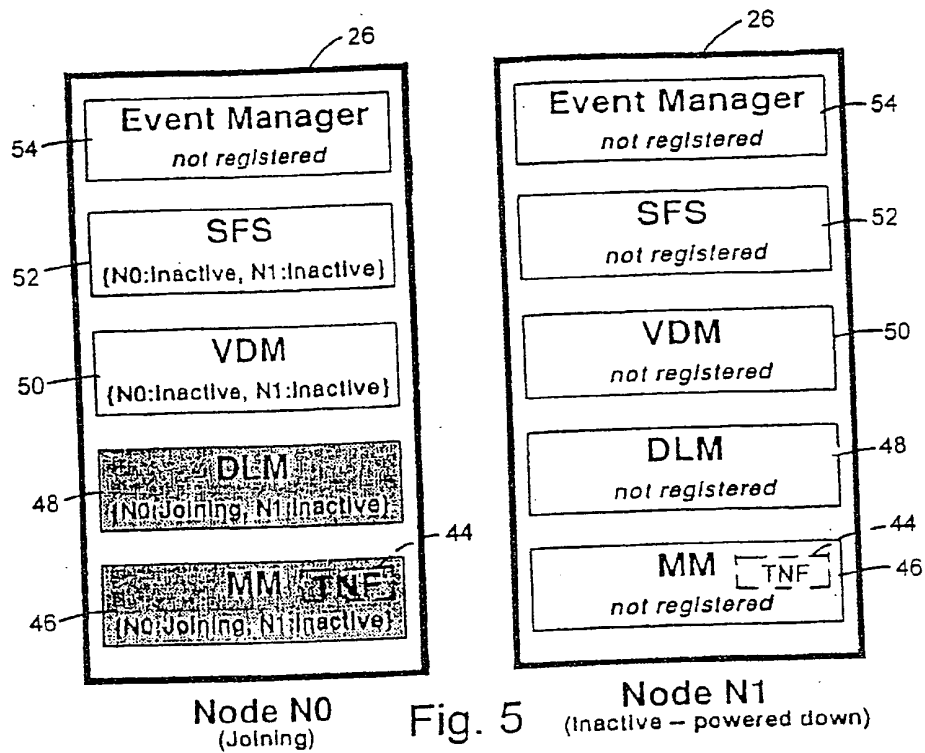 26
Event Manager
not registered
54
SFS
{N0:Inactive, N1:Inactive}
52
VDM
{N0:Inactive, N1:Inactive}
50
DLM
{N0:Joining, N1:Inactive}
48
44
MM TNF
{N0:Joining, N1:Inactive}
46
Node N0
(Joining)
26
Event Manager
not registered
54
SFS
not registered
52
VDM
not registered
50
DLM
not registered
48
44
MM TNF
not registered
46
Node N1
(Inactive – powered down)
Fig. 5